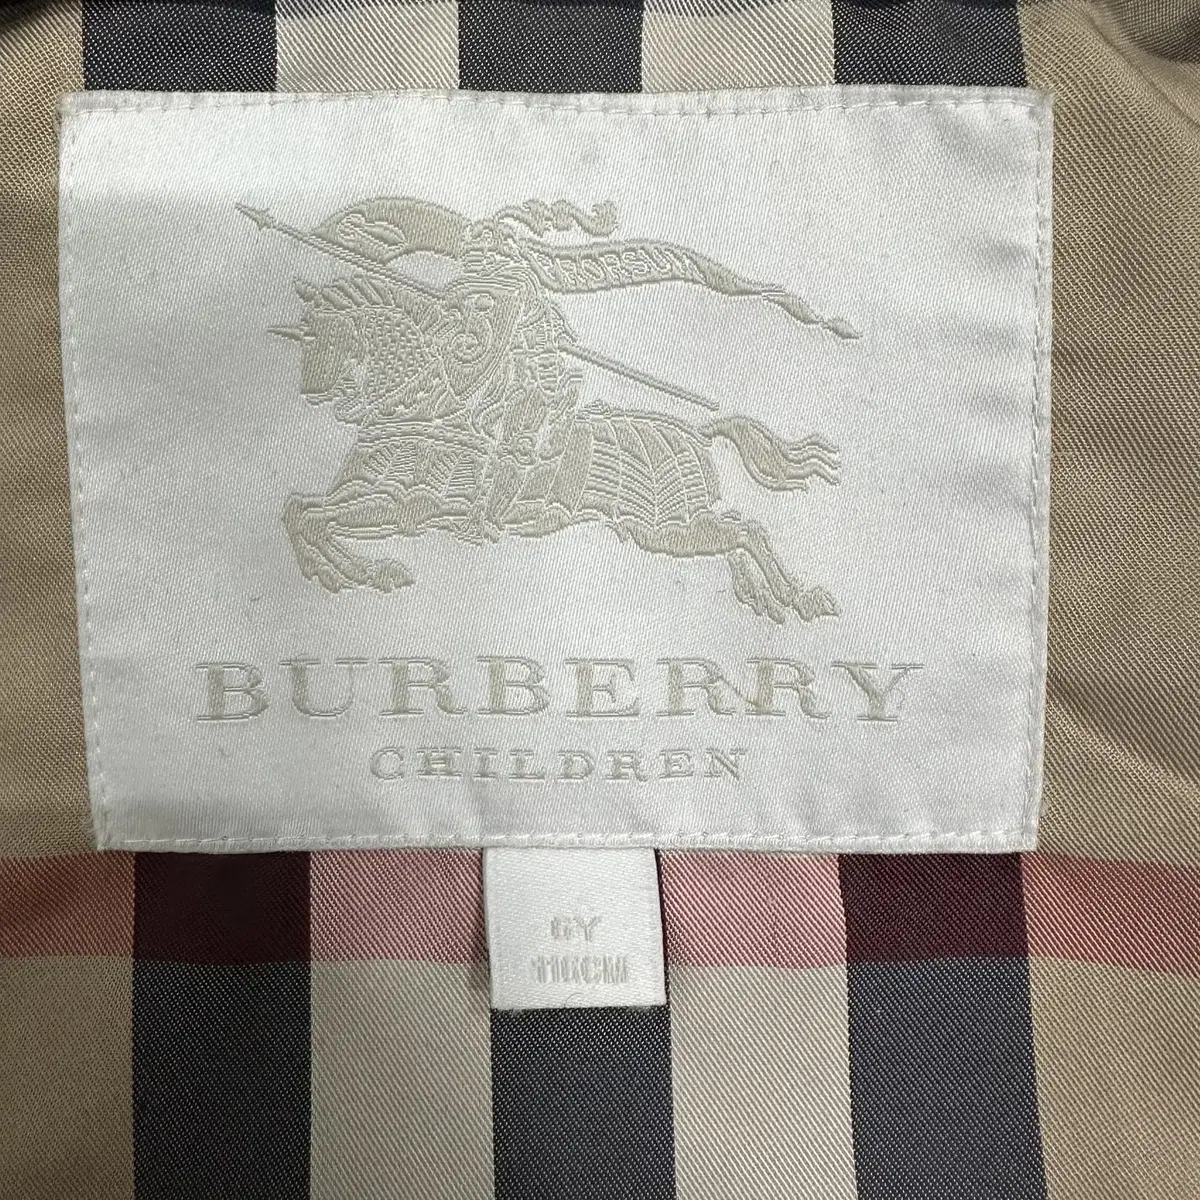 PRORSUM
BURBERRY
CHILDREN
6Y
116CM